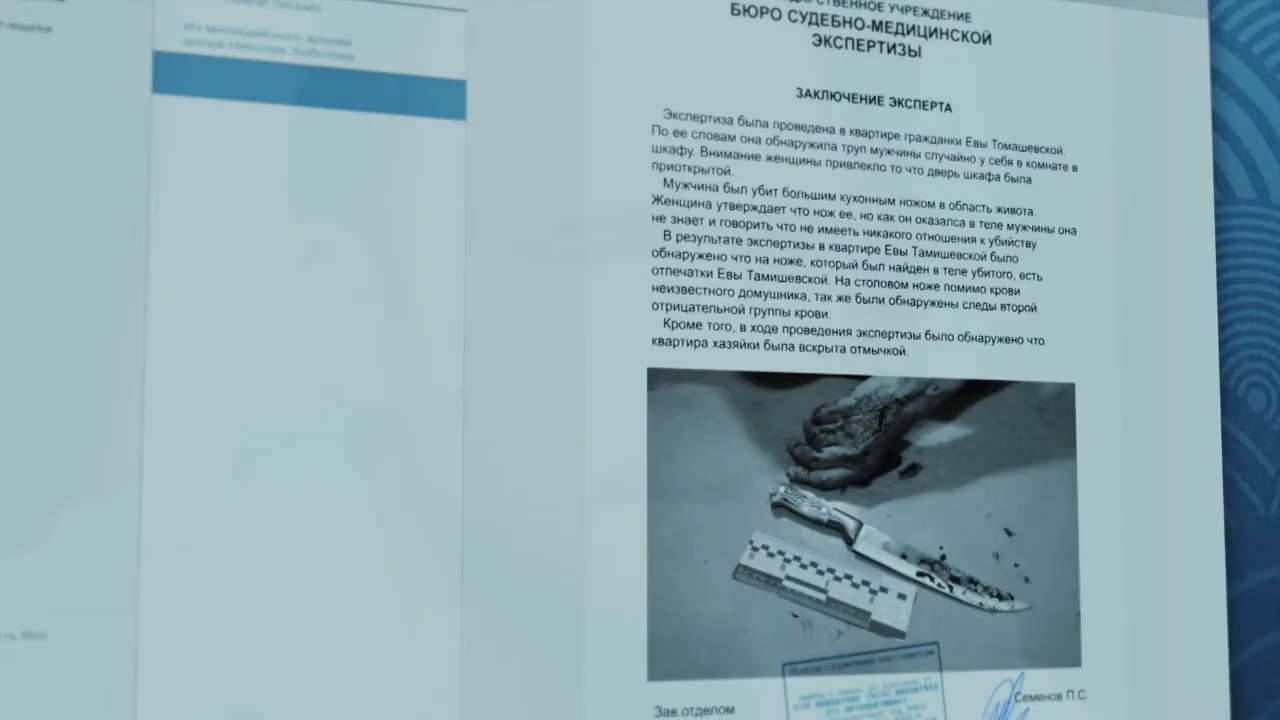 ГОСУДАРСТВЕННОЕ УЧРЕЖДЕНИЕ
БЮРО СУДЕБНО-МЕДИЦИНСКОЙ
ЭКСПЕРТИЗЫ
ЗАКЛЮЧЕНИЕ ЭКСПЕРТА
Экспертиза была проведена в квартире гражданки Евы Томашевской.
По ее словам она обнаружила труп мужчины случайно у себя в комнате в
шкафу. Внимание женщины привлекло то что дверь шкафа была
приоткрытой.
Мужчина был убит большим кухонным ножом в область живота.
Женщина утверждает что нож ее, но как он оказалса в теле мужчины она
не знает и говорить что не имееть никакого отношения к убийству.
В результате экспертизы в квартире Евы Тамишевской было
обнаружено что на ноже, который был найден в теле убитого, есть
отпечатки Евы Тамишевской. На столовом ноже помимо крови
неизвестного домушника, так же были обнаружены следы второй
отрицательной группы крови.
Кроме того, в ходе проведения экспертизы было обнаружено что
квартира хазяйки была вскрыта отмычкой.
Семенов П.С.
Зав.отделом